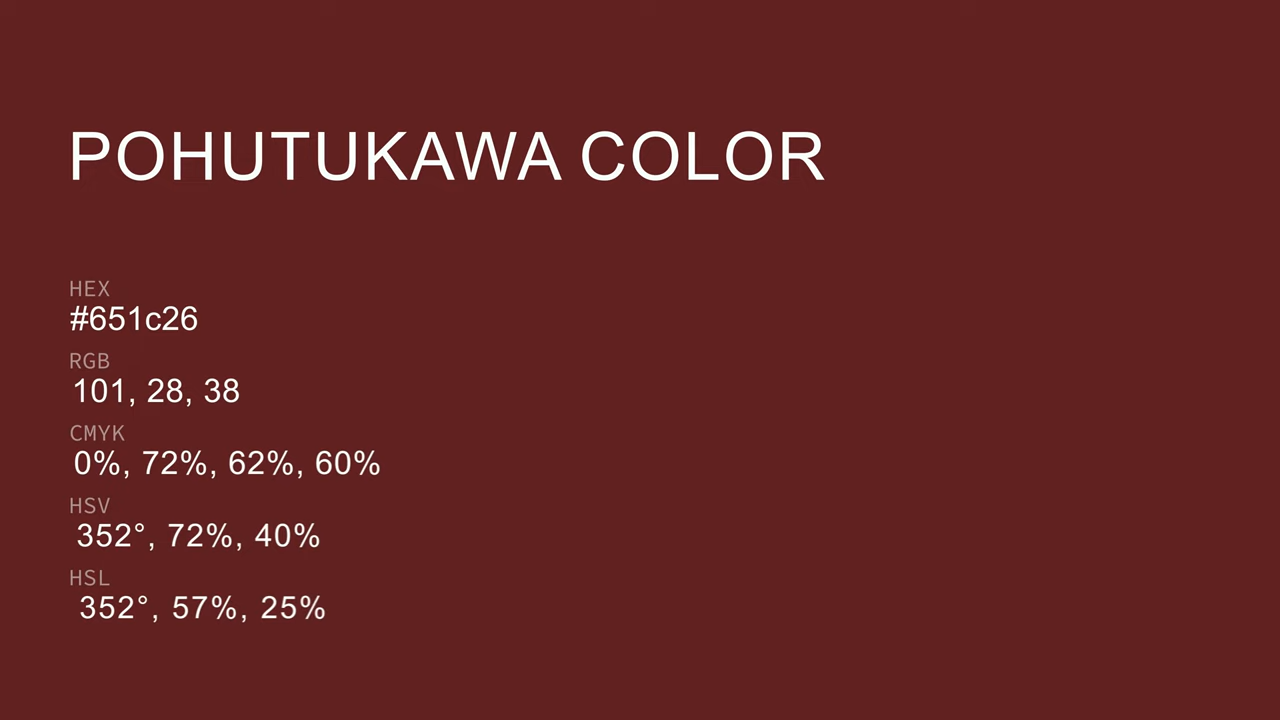 POHUTUKAWA COLOR
HEX
#651c26
RGB
101, 28, 38
CMYK
0%, 72%, 62%, 60%
HSV
352°, 72%, 40%
HSL
352°, 57%, 25%